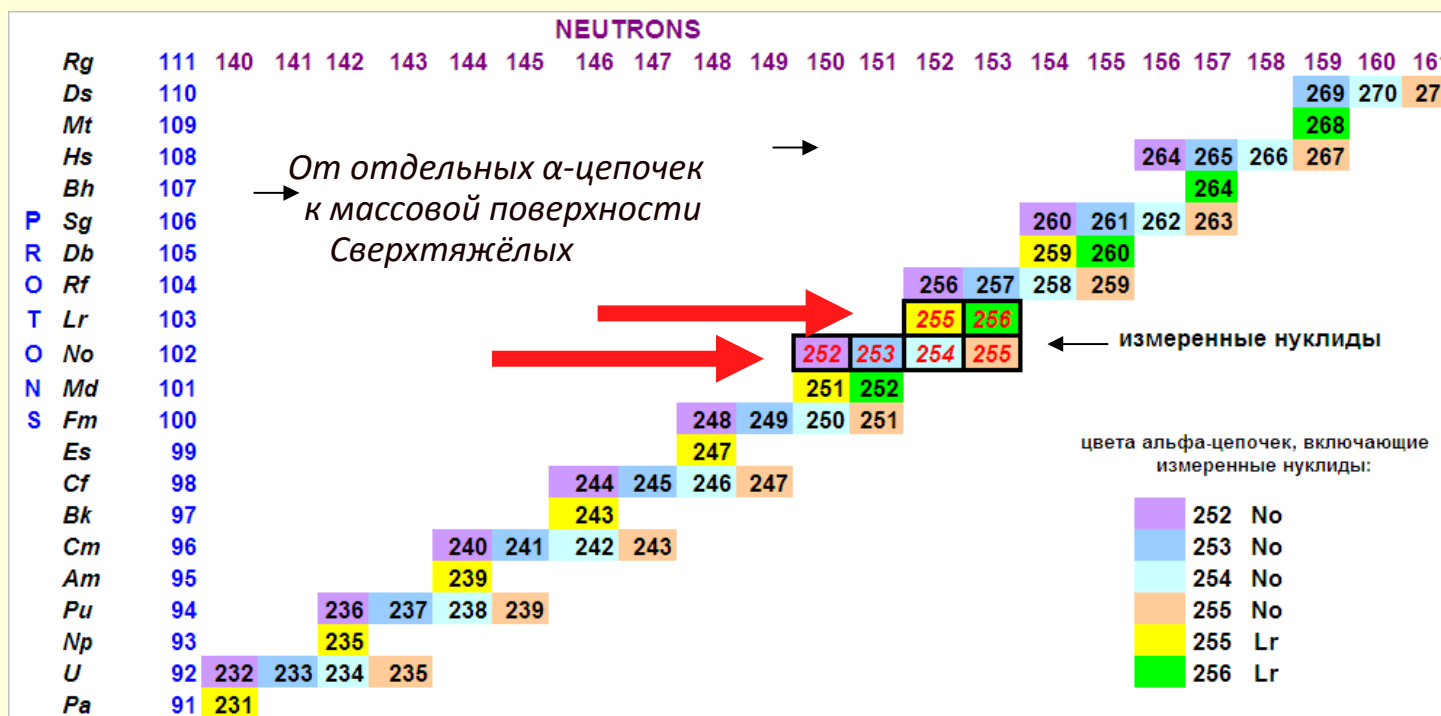 NEUTRONS
Rg 111 140 141 142 143 144 145 146 147 148 149 150 151 152 153 154 155 156 157 158 159 160 161
Ds 110 269 270 27
Mt 109 268
Hs 108 264 265 266 267
От отдельных α-цепочек
Bh 107 264
к массовой поверхности
P Sg 106 260 261 262 263
Сверхтяжёлых
R Db 105 259 260
O Rf 104 256 257 258 259
T Lr 103 255 256
измеренные нуклиды
O No 102 252 253 254 255
N Md 101 251 252
S Fm 100 248 249 250 251
Es 99 247
цвета альфа-цепочек, включающие
измеренные нуклиды:
Cf 98 244 245 246 247
Bk 97 243
252 No
Cm 96 240 241 242 243
253 No
Am 95 239
254 No
Pu 94 236 237 238 239
255 No
Np 93 235
255 Lr
U 92 232 233 234 235
256 Lr
Pa 91 231